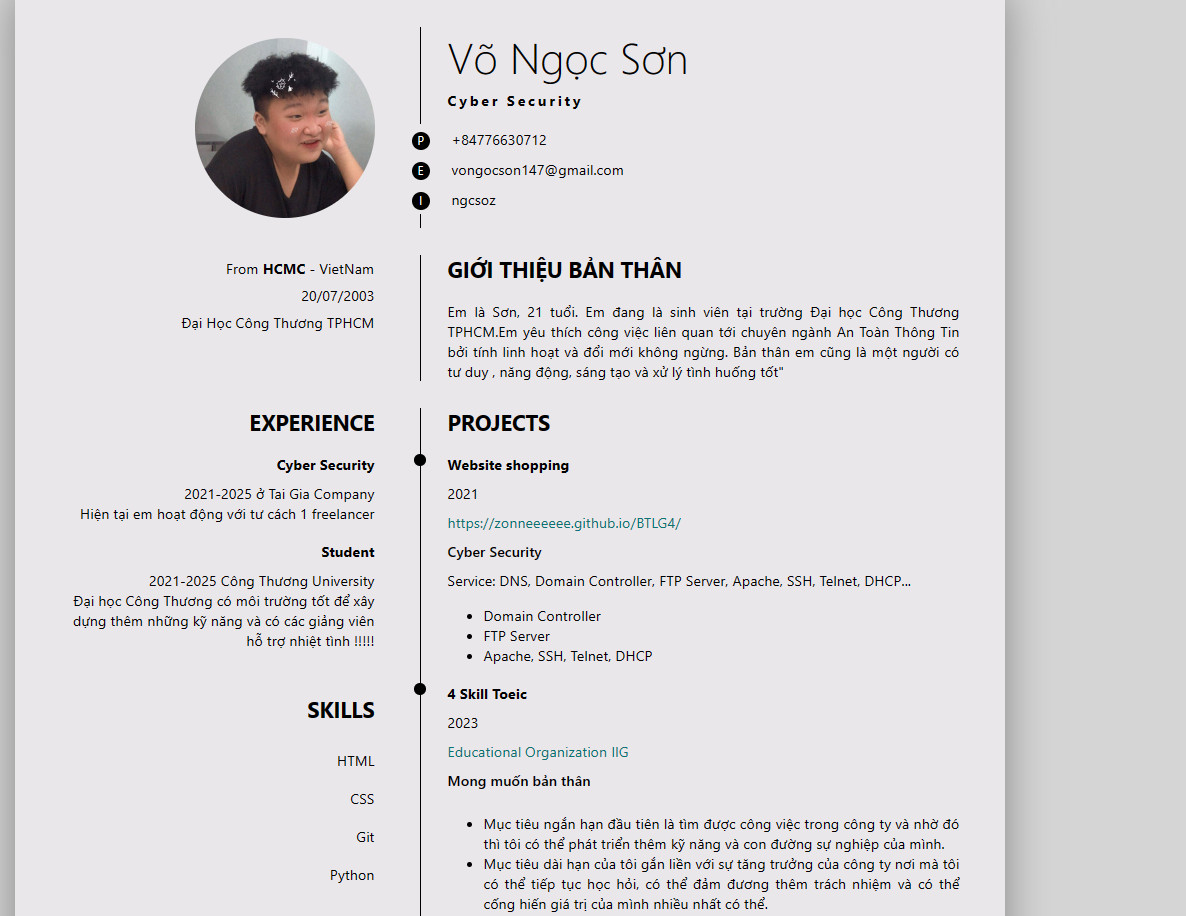 Võ Ngọc Sơn
Cyber Security
P +84776630712
E vongocson147@gmail.com
I ngcsoz
From HCMC - VietNam
20/07/2003
Đại Học Công Thương TPHCM
GIỚI THIỆU BẢN THÂN
Em là Sơn, 21 tuổi. Em đang là sinh viên tại trường Đại học Công Thương
TPHCM.Em yêu thích công việc liên quan tới chuyên ngành An Toàn Thông Tin
bởi tính linh hoạt và đổi mới không ngừng. Bản thân em cũng là một người có
tư duy , năng động, sáng tạo và xử lý tình huống tốt"
EXPERIENCE
Cyber Security
2021-2025 ở Tai Gia Company
Hiện tại em hoạt động với tư cách 1 freelancer
Student
2021-2025 Công Thương University
Đại học Công Thương có môi trường tốt để xây
dựng thêm những kỹ năng và có các giảng viên
hỗ trợ nhiệt tình !!!!!
SKILLS
HTML
CSS
Git
Python
PROJECTS
Website shopping
2021
https://zonneeeeee.github.io/BTLG4/
Cyber Security
Service: DNS, Domain Controller, FTP Server, Apache, SSH, Telnet, DHCP...
• Domain Controller
• FTP Server
• Apache, SSH, Telnet, DHCP
4 Skill Toeic
2023
Educational Organization IIG
Mong muốn bản thân
• Mục tiêu ngắn hạn đầu tiên là tìm được công việc trong công ty và nhờ đó
thì tôi có thể phát triển thêm kỹ năng và con đường sự nghiệp của mình.
• Mục tiêu dài hạn của tôi gắn liền với sự tăng trưởng của công ty nơi mà tôi
có thể tiếp tục học hỏi, có thể đảm đương thêm trách nhiệm và có thể
cống hiến giá trị của mình nhiều nhất có thể.